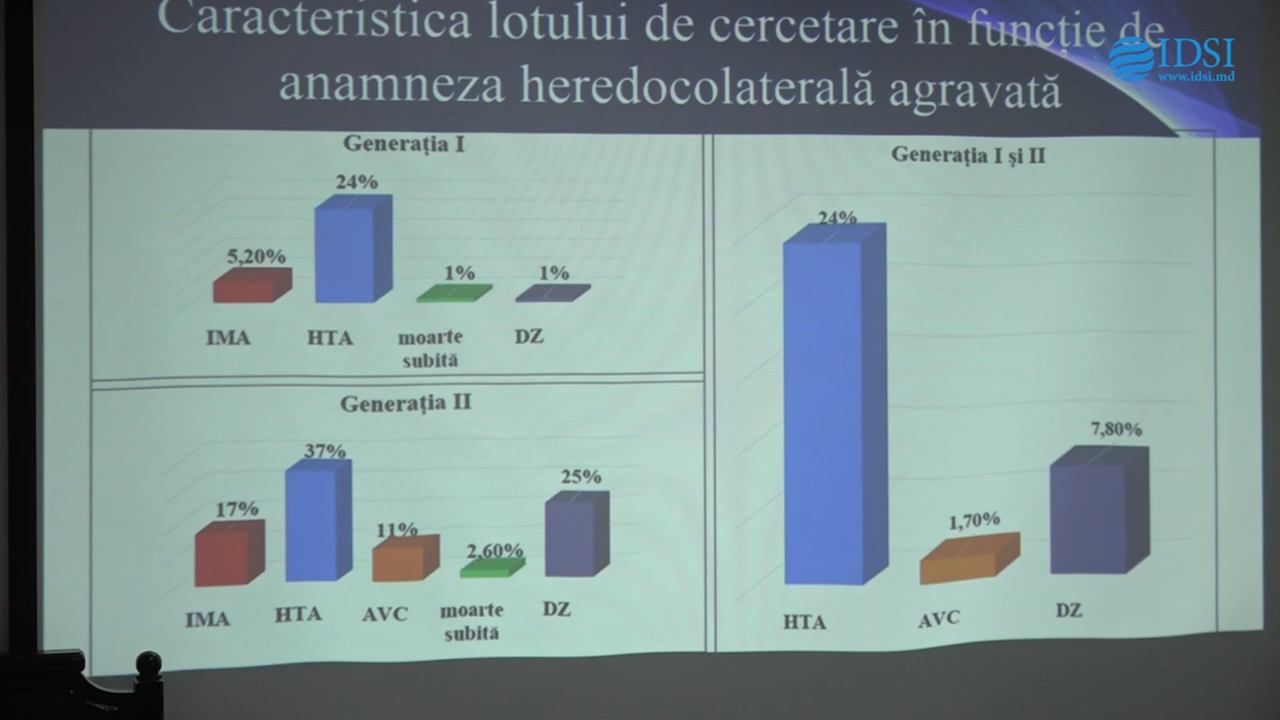 Caracteristica lotului de cercetare în funcție de
anamneza heredocolaterală agravată
IDSI
www.idsi.md
Generația I
24%
5,20%
1%
1%
IMA
HTA
moarte
subită
DZ
Generația II
37%
17%
11%
2,60%
25%
IMA
HTA
AVC
moarte
subită
DZ
Generația I și II
24%
1,70%
7,80%
HTA
AVC
DZ